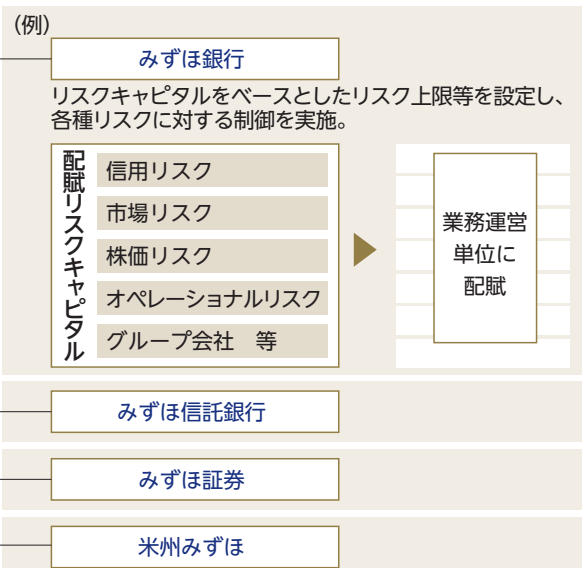 (例)
みずほ銀行
リスクキャピタルをベースとしたリスク上限等を設定し、
各種リスクに対する制御を実施。
配賦リスクキャピタル
信用リスク
市場リスク
株価リスク
オペレーショナルリスク
グループ会社　等
業務運営
単位に
配賦
みずほ信託銀行
みずほ証券
米州みずほ